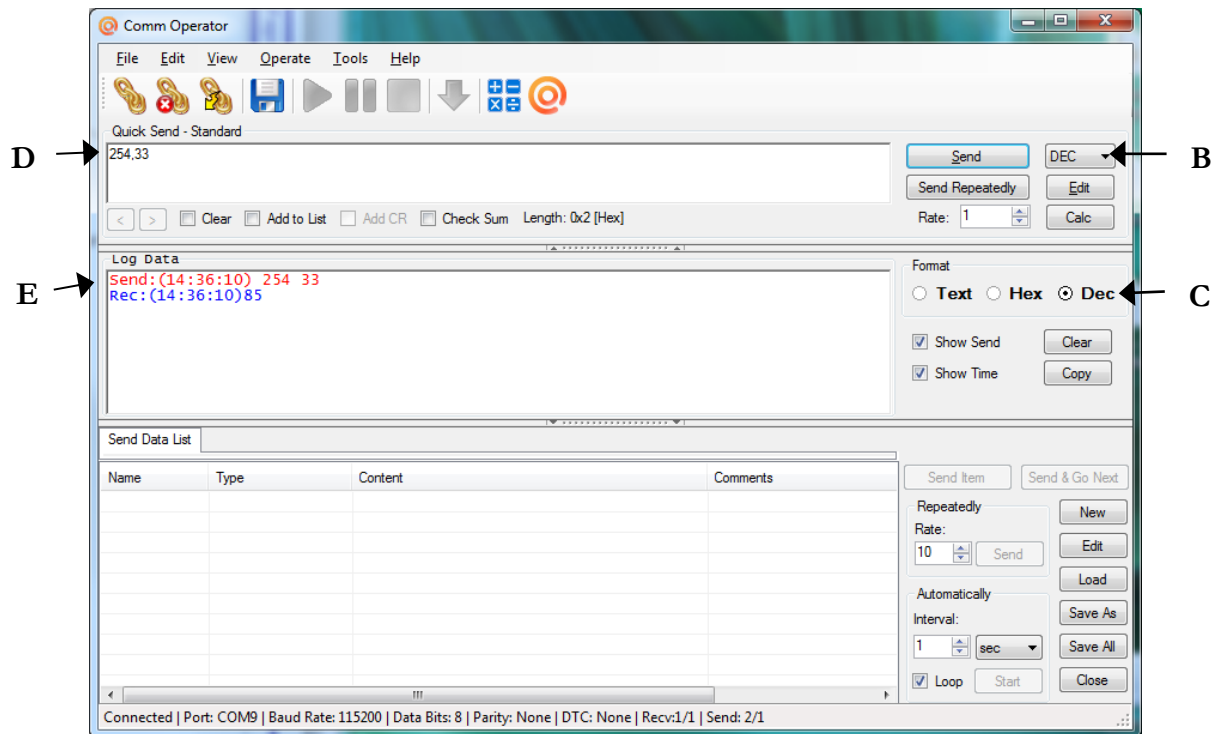 Comm Operator
File Edit View Operate Tools Help
Quick Send - Standard
D
254,33
Send
DEC
B
Send Repeatedly
Edit
< > Clear Add to List Add CR Check Sum Length: 0x2 [Hex]
Rate: 1
Calc
Log Data
Send:(14:36:10) 254 33
Rec:(14:36:10)85
E
Format
Text Hex Dec
C
Show Send
Clear
Show Time
Copy
Send Data List
Name Type Content Comments
Send Item
Send & Go Next
Repeatedly
New
Rate:
10
Send
Edit
Load
Automatically
Interval:
Save As
1
sec
Save All
Loop
Start
Close
Connected | Port: COM9 | Baud Rate: 115200 | Data Bits: 8 | Parity: None | DTC: None | Recv:1/1 | Send: 2/1